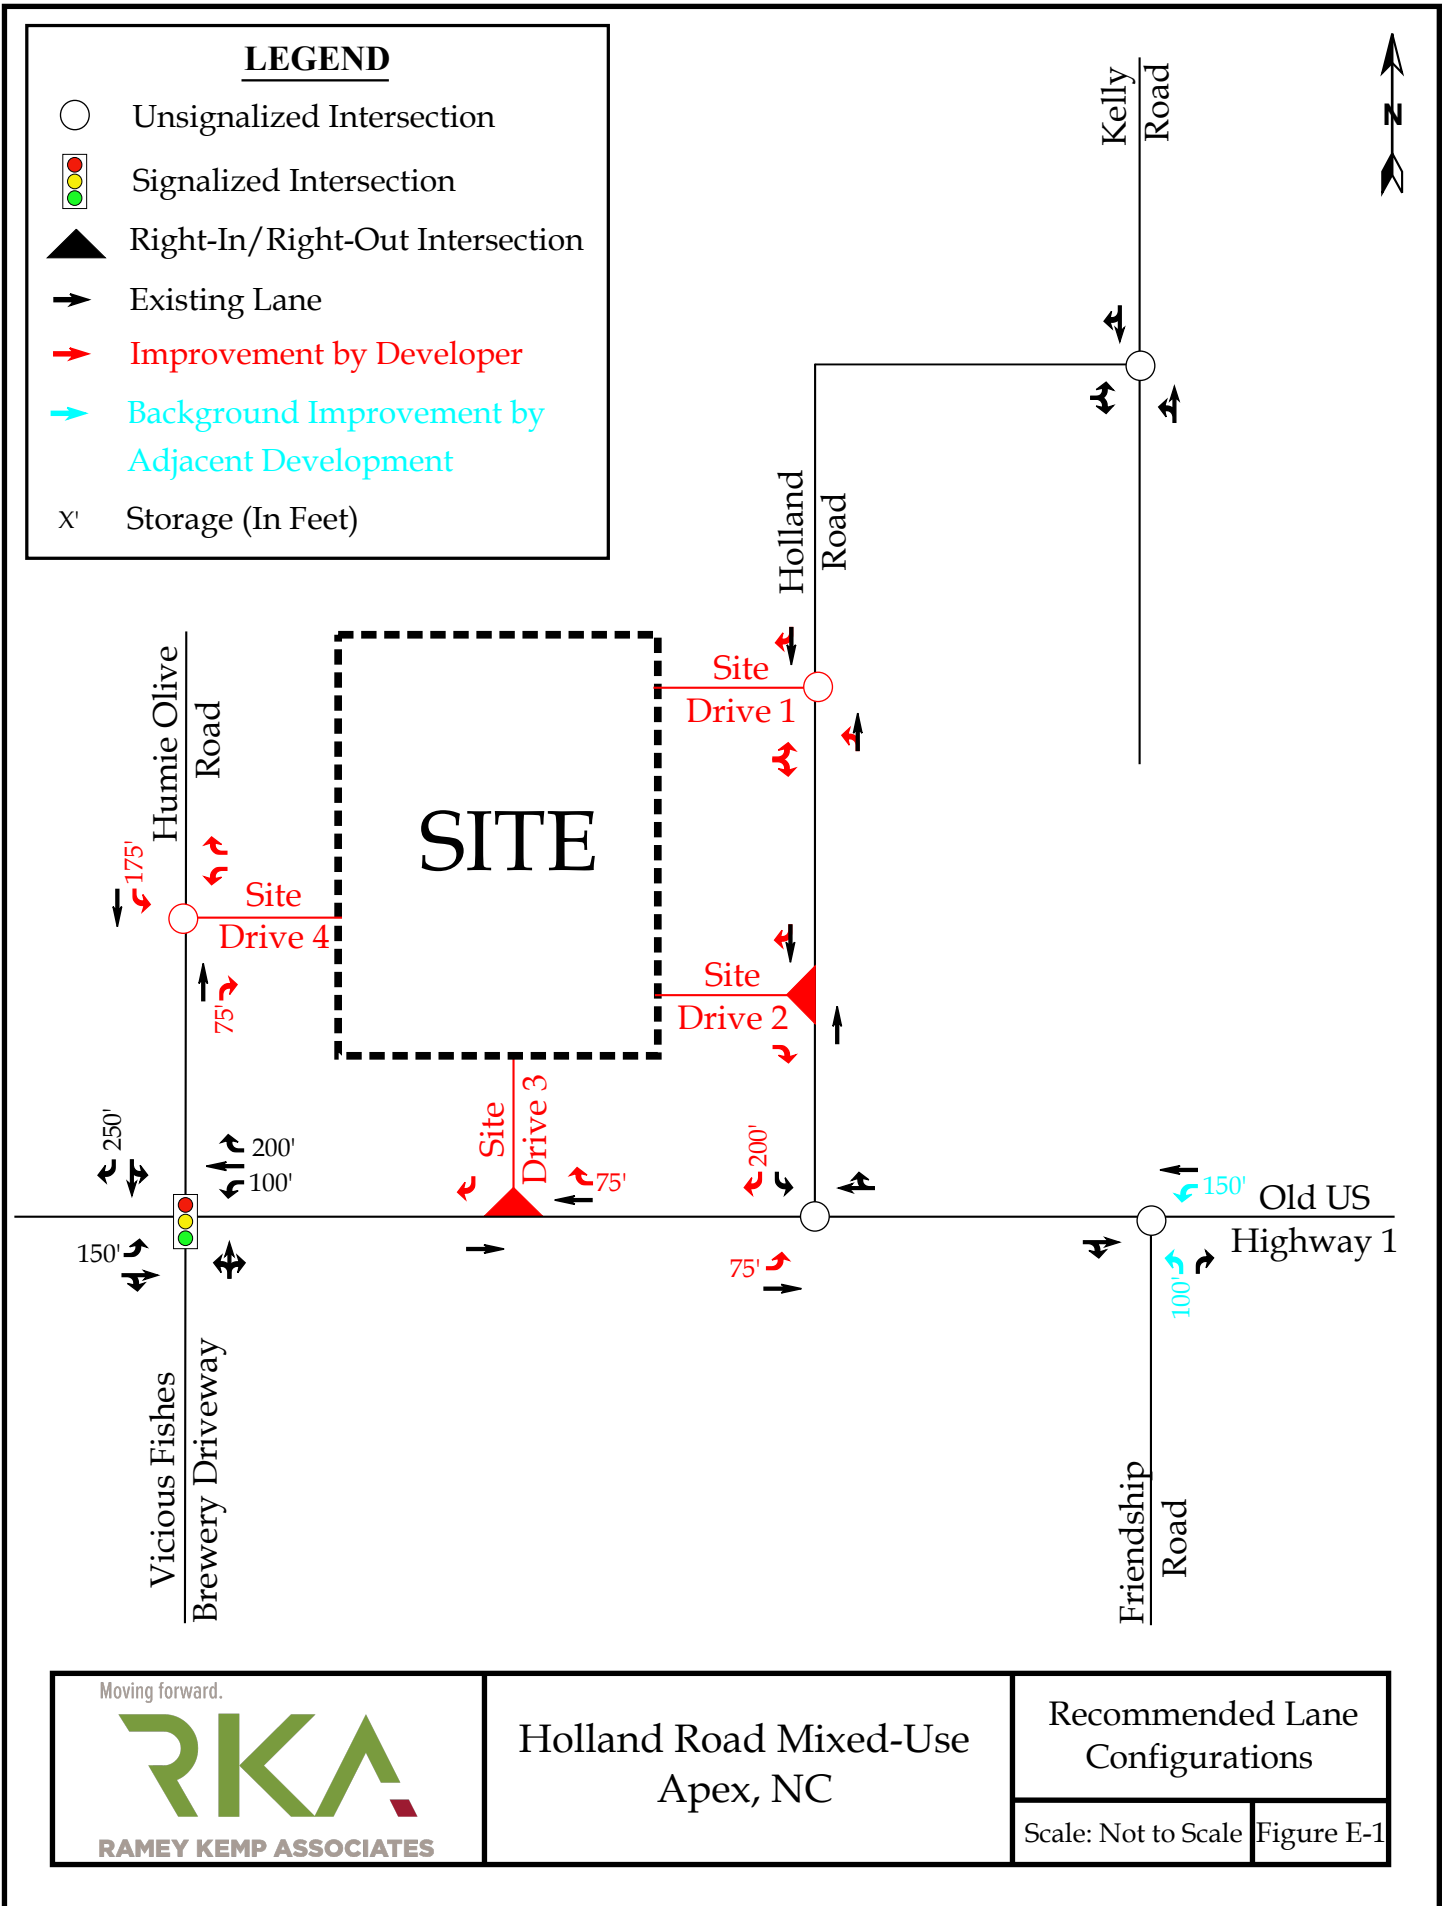 LEGEND
Unsignalized Intersection
Signalized Intersection
Right-In/Right-Out Intersection
Existing Lane
Improvement by Developer
Background Improvement by
Adjacent Development
X' Storage (In Feet)
N
Kelly
Road
Holland
Road
Humie Olive
Road
Site
Drive 1
SITE
175'
Site
Drive 4
75'
Site
Drive 2
Site
Drive 3
250'
200'
100'
75'
200'
150'
Old US
Highway 1
150'
75'
100'
Vicious Fishes
Brewery Driveway
Friendship
Road
Moving forward.
RKA
RAMEY KEMP ASSOCIATES
Holland Road Mixed-Use
Apex, NC
Recommended Lane
Configurations
Scale: Not to Scale
Figure E-1